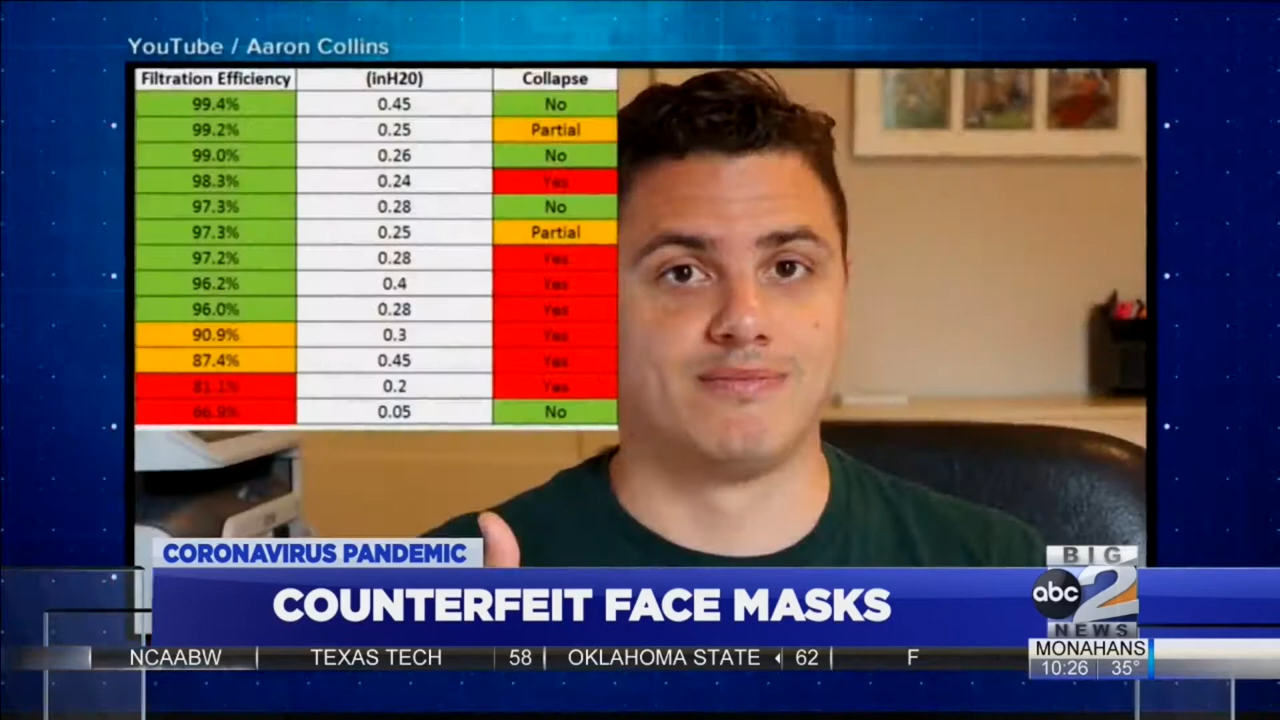 YouTube / Aaron Collins
Filtration Efficiency (inH20) Collapse
99.4% 0.45 No
99.2% 0.25 Partial
99.0% 0.26 No
98.3% 0.24 Yes
97.3% 0.28 No
97.3% 0.25 Partial
97.2% 0.28 Yes
96.2% 0.4 Yes
96.0% 0.28 Yes
90.9% 0.3 Yes
87.4% 0.45 Yes
81.1% 0.2 Yes
66.9% 0.05 No
CORONAVIRUS PANDEMIC
COUNTERFEIT FACE MASKS
BIG
abc 2
NEWS
NCAABW TEXAS TECH 58 OKLAHOMA STATE 62 F
MONAHANS
10:26 35°